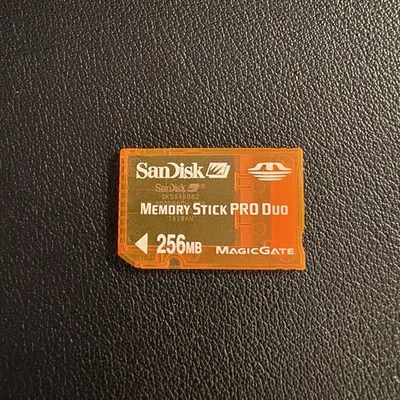 SanDisk
SanDisk
MEMORY STICK PRO DUO
TAIWAN
256MB
MAGICGATE